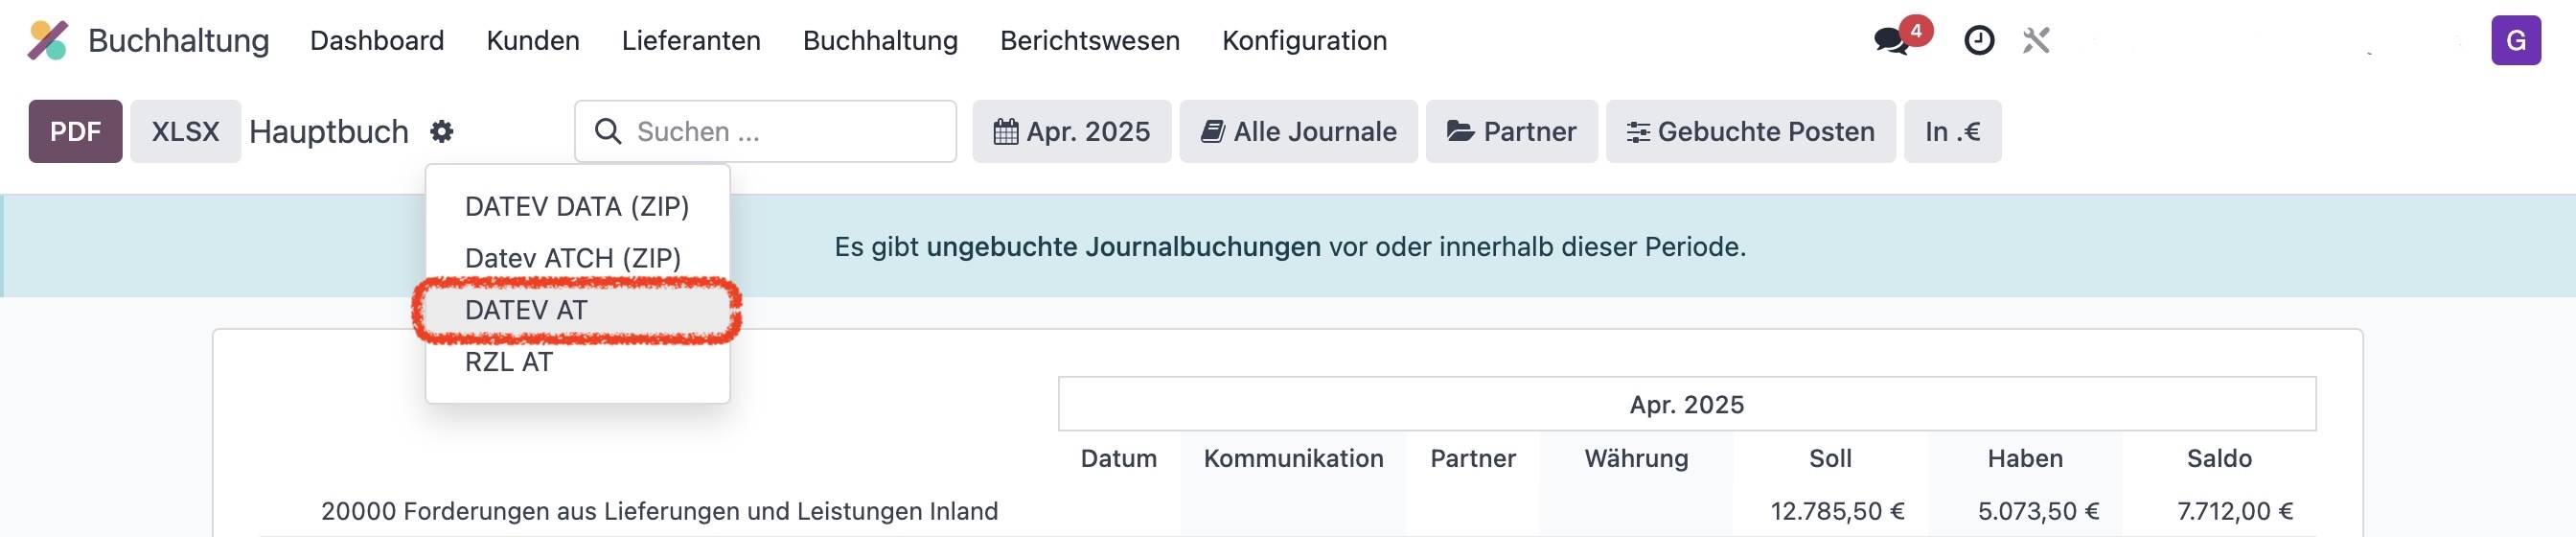 Buchhaltung Dashboard Kunden Lieferanten Buchhaltung Berichtswesen Konfiguration 4 G
PDF XLSX Hauptbuch Suchen ... Apr. 2025 Alle Journale Partner Gebuchte Posten In .€
DATEV DATA (ZIP)
Datev ATCH (ZIP)
DATEV AT
RZL AT
Es gibt ungebuchte Journalbuchungen vor oder innerhalb dieser Periode.
Apr. 2025
Datum Kommunikation Partner Währung Soll Haben Saldo
20000 Forderungen aus Lieferungen und Leistungen Inland 12.785,50 € 5.073,50 € 7.712,00 €